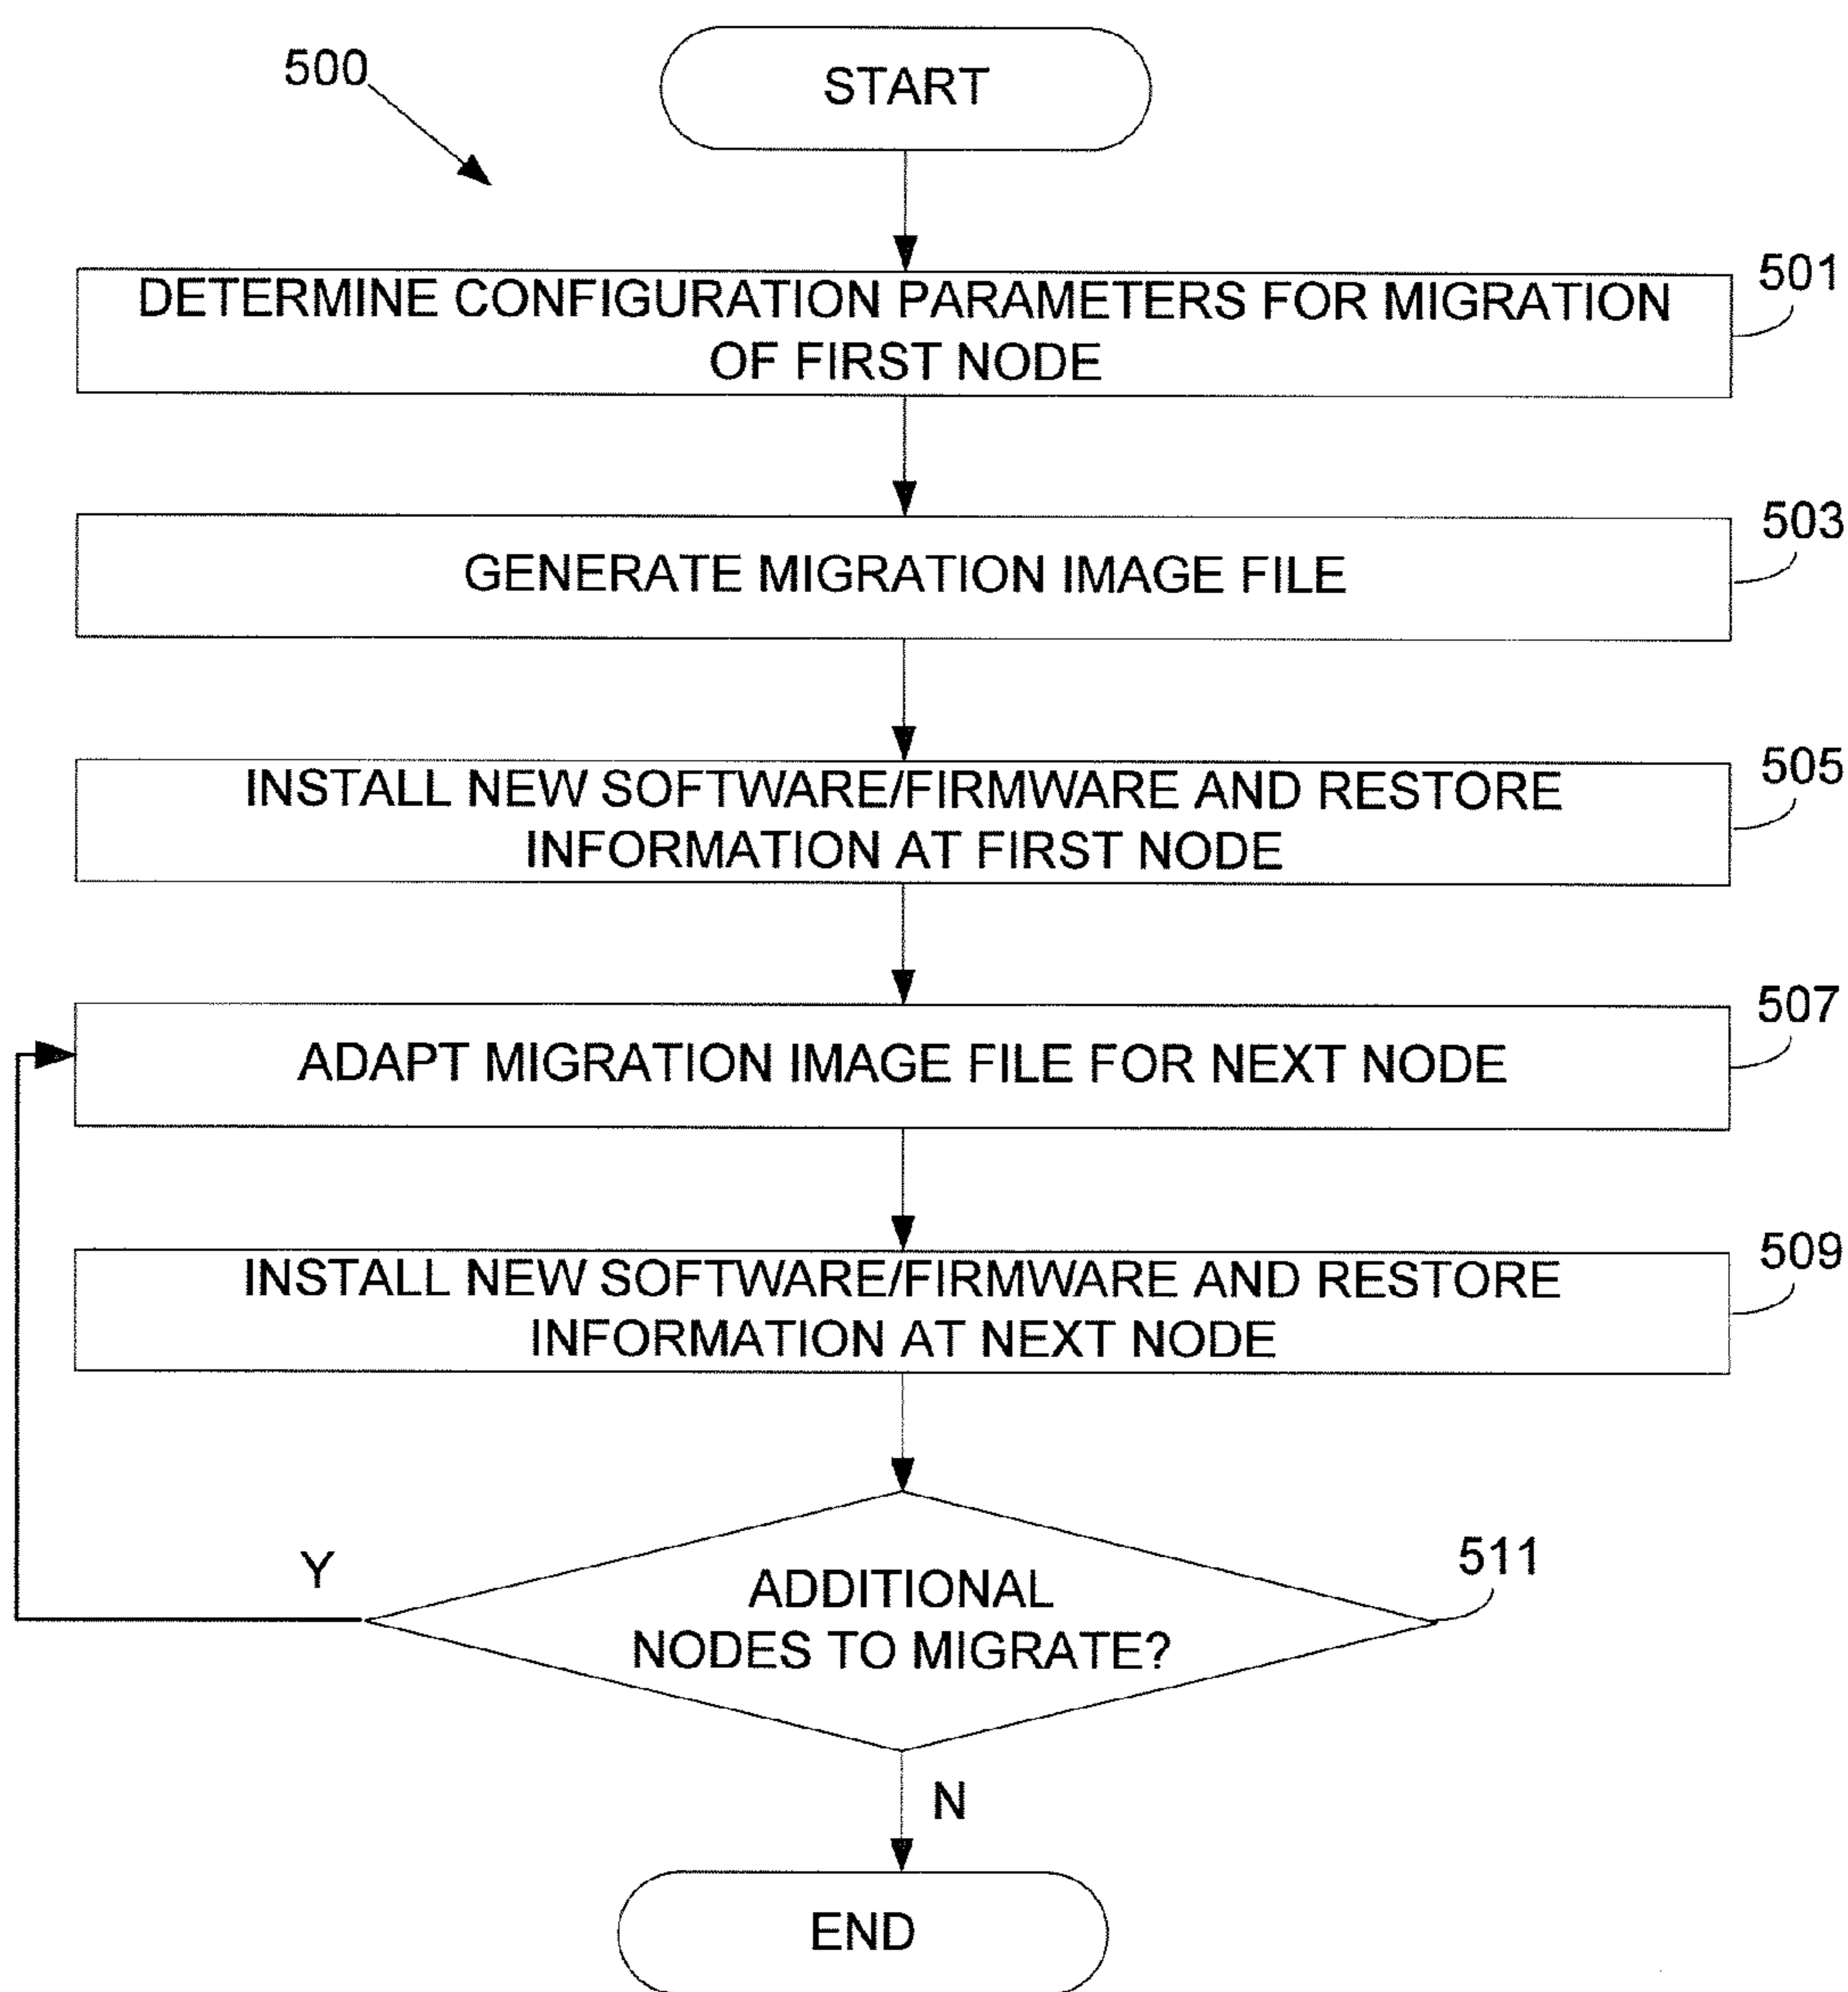 500
START
DETERMINE CONFIGURATION PARAMETERS FOR MIGRATION
OF FIRST NODE
501
GENERATE MIGRATION IMAGE FILE
503
INSTALL NEW SOFTWARE/FIRMWARE AND RESTORE
INFORMATION AT FIRST NODE
505
ADAPT MIGRATION IMAGE FILE FOR NEXT NODE
507
INSTALL NEW SOFTWARE/FIRMWARE AND RESTORE
INFORMATION AT NEXT NODE
509
Y
ADDITIONAL
NODES TO MIGRATE?
511
N
END